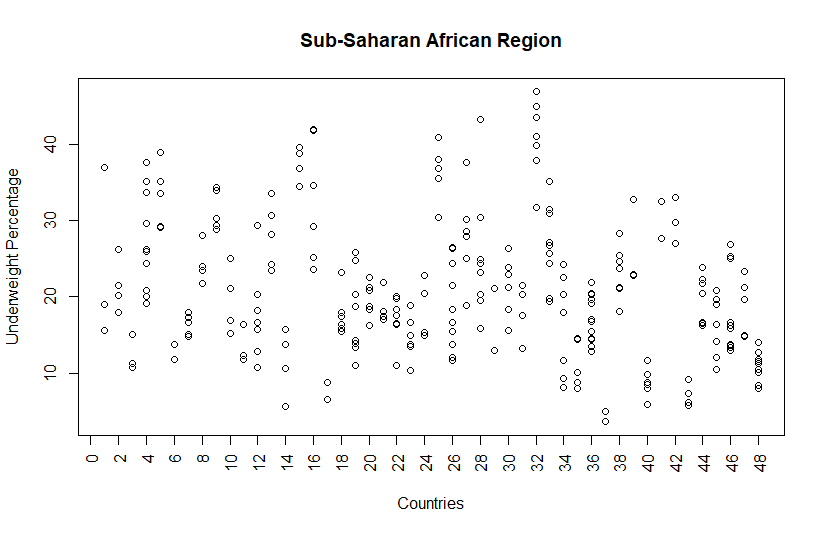 Sub-Saharan African Region
Underweight Percentage
40
30
20
10
0 2 4 6 8 10 12 14 16 18 20 22 24 26 28 30 32 34 36 38 40 42 44 46 48
Countries